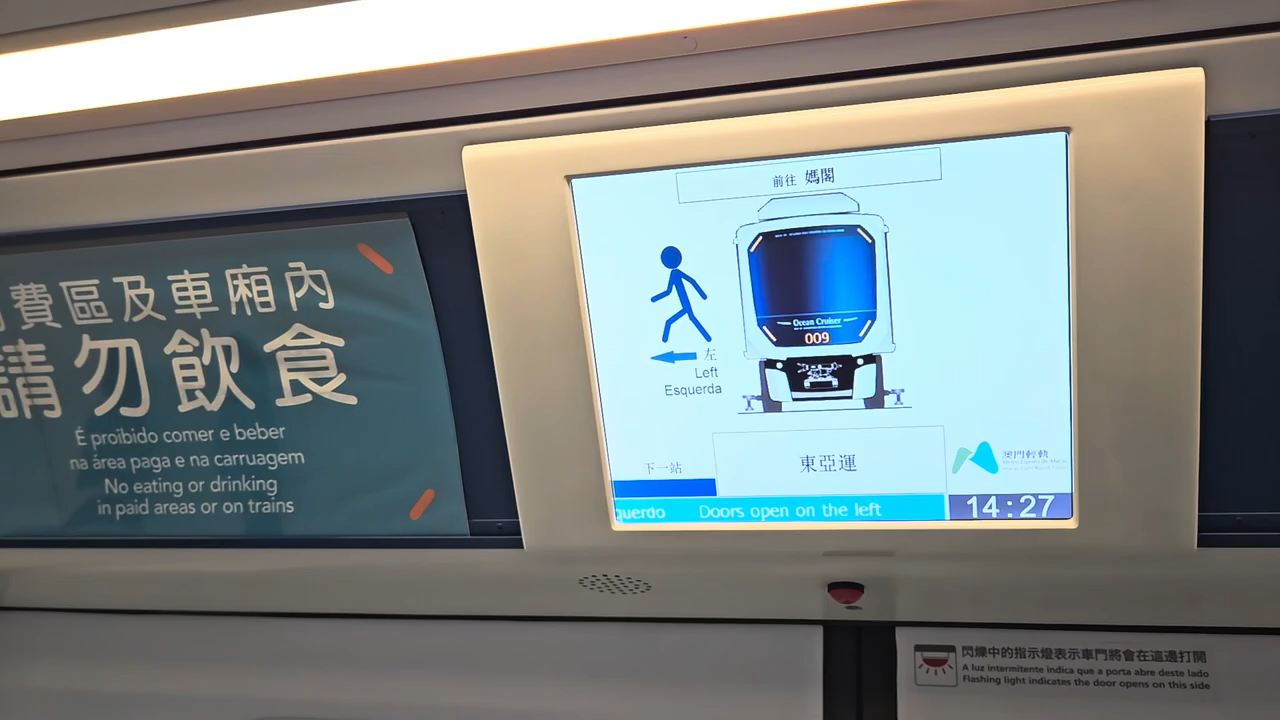 費區及車廂內
請勿飲食
É proibido comer e beber
na área paga e na carruagem
No eating or drinking
in paid areas or on trains
前往 媽閣
Ocean Cruiser
009
左
Left
Esquerda
下一站
東亞運
澳門輕軌
querdo Doors open on the left
14:27
閃爍中的指示燈表示車門將會在這邊打開
A luz intermitente indica que a porta abre deste lado
Flashing light indicates the door opens on this side